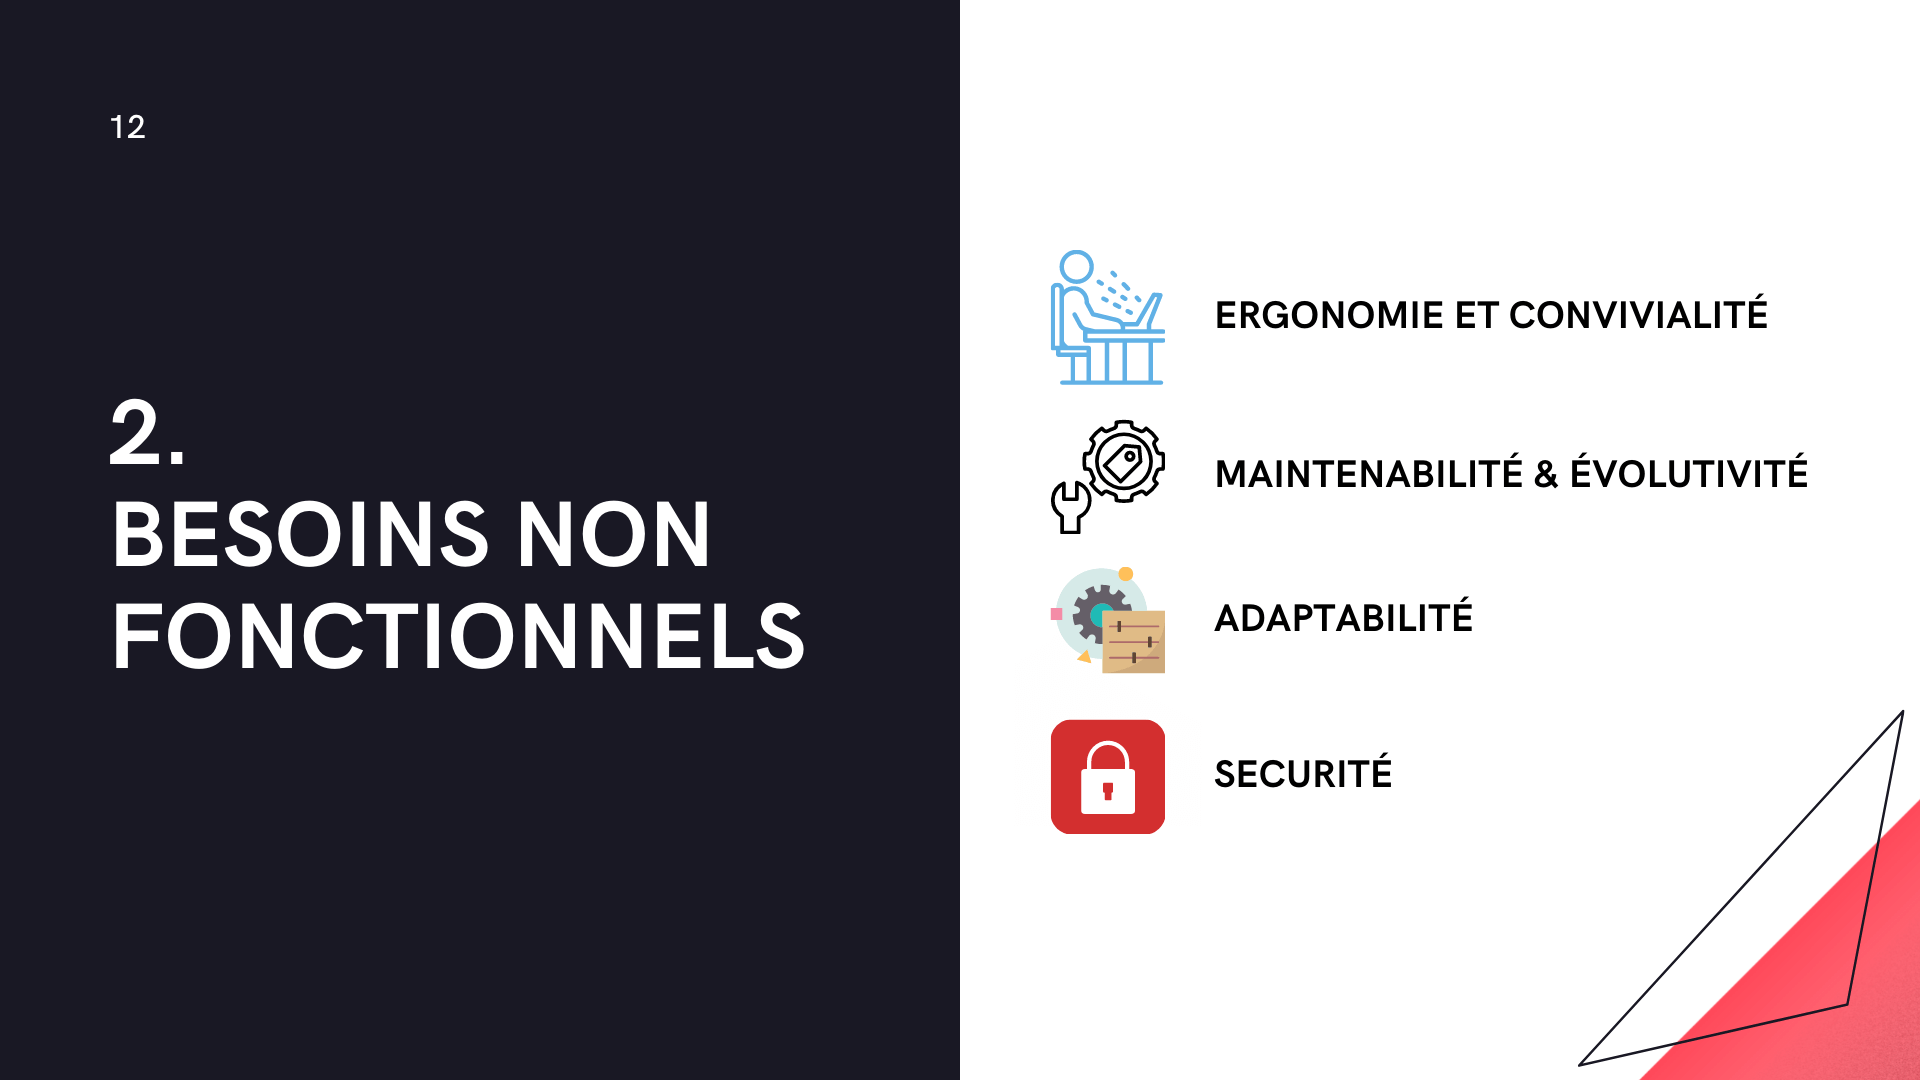 12
2.
BESOINS NON
FONCTIONNELS
ERGONOMIE ET CONVIVIALITÉ
MAINTENABILITÉ & ÉVOLUTIVITÉ
ADAPTABILITÉ
SECURITÉ